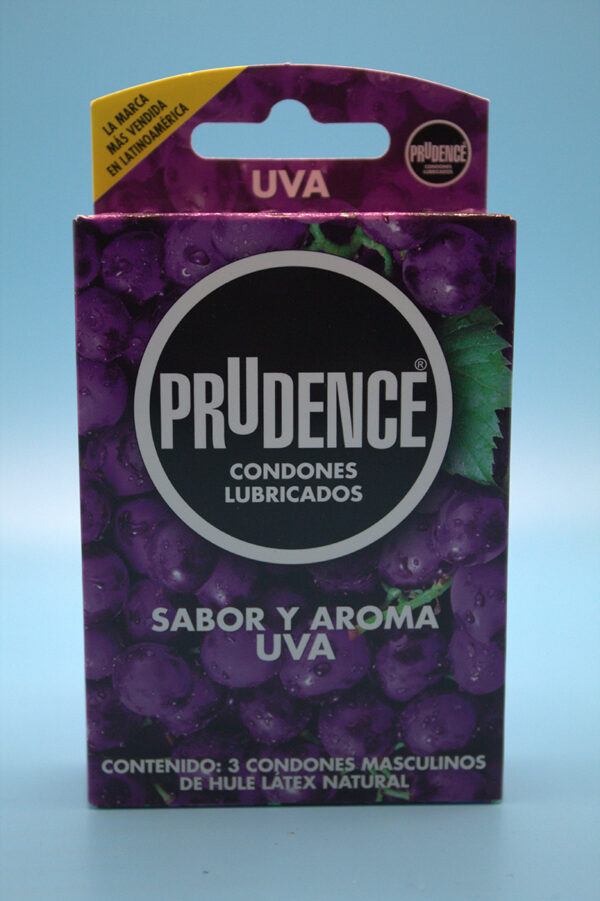 LA MARCA
MÁS VENDIDA
EN LATINOAMÉRICA
PRUDENCE
CONDONES
LUBRICADOS
UVA
PRUDENCE®
CONDONES
LUBRICADOS
SABOR Y AROMA
UVA
CONTENIDO: 3 CONDONES MASCULINOS
DE HULE LÁTEX NATURAL